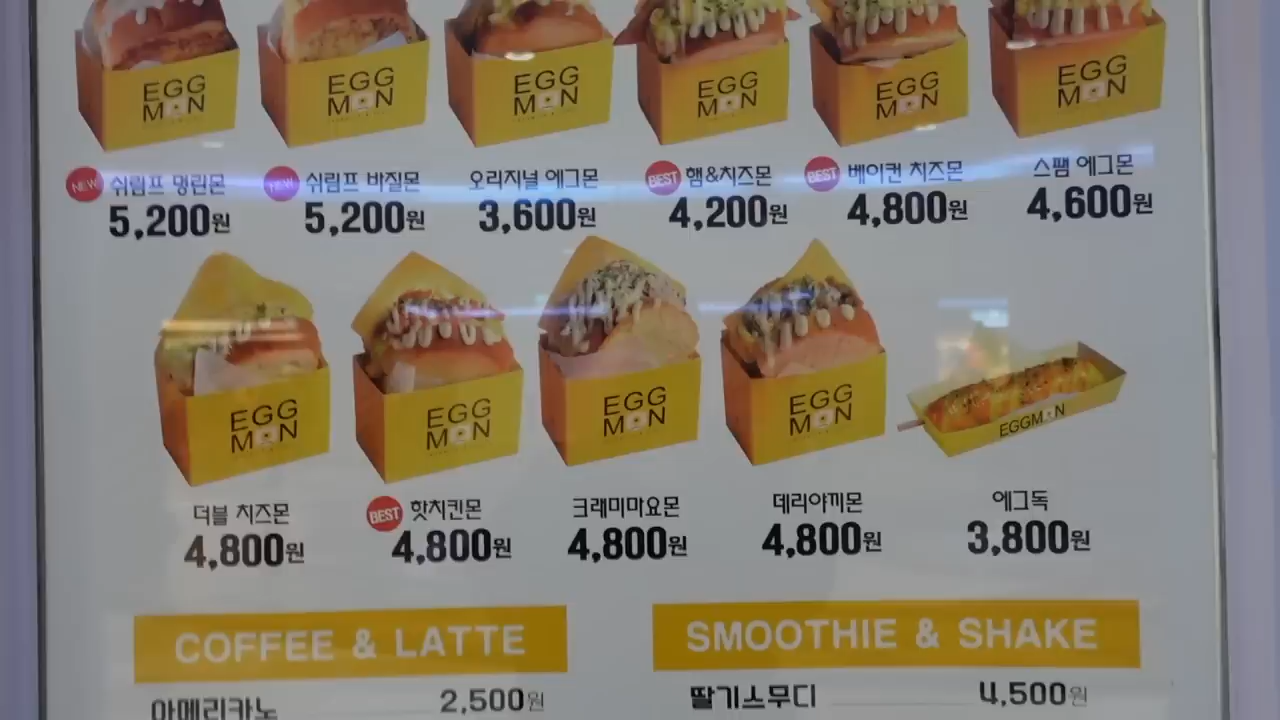 EGG
MON
EGG
MON
EGG
MON
EGG
MON
EGG
MON
EGG
MON
NEW 쉬림프 명란몬
5,200원
NEW 쉬림프 바질몬
5,200원
오리지널 에그몬
3,600원
BEST 햄&치즈몬
4,200원
BEST 베이컨 치즈몬
4,800원
스팸 에그몬
4,600원
EGG
MON
EGG
MON
EGG
MON
EGG
MON
EGGMON
더블 치즈몬
4,800원
BEST 핫치킨몬
4,800원
크래미마요몬
4,800원
데리야끼몬
4,800원
에그독
3,800원
COFFEE & LATTE
아메리카노 2,500원
SMOOTHIE & SHAKE
딸기스무디 4,500원